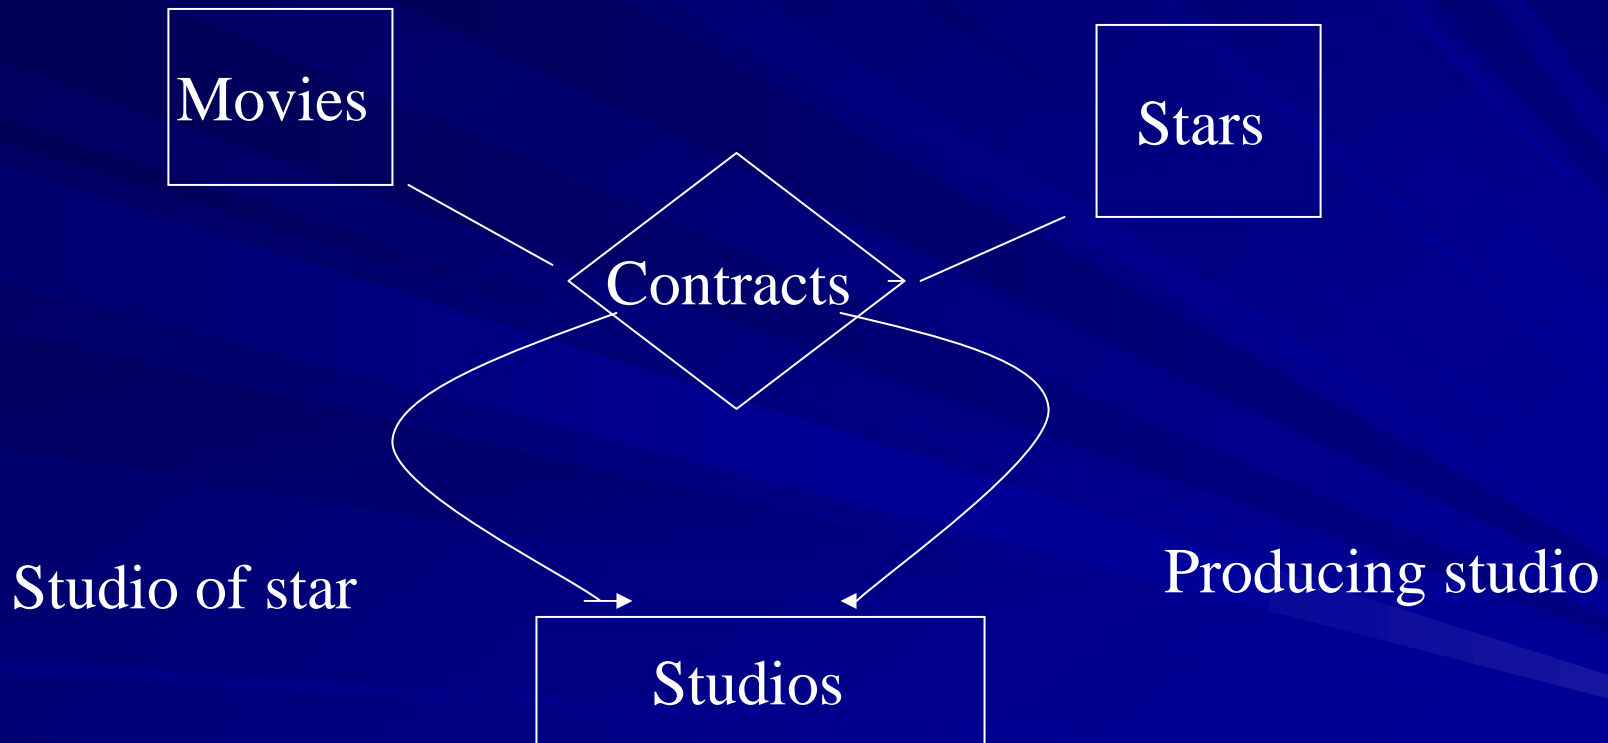 Movies
Stars
Contracts
Studio of star
Producing studio
Studios